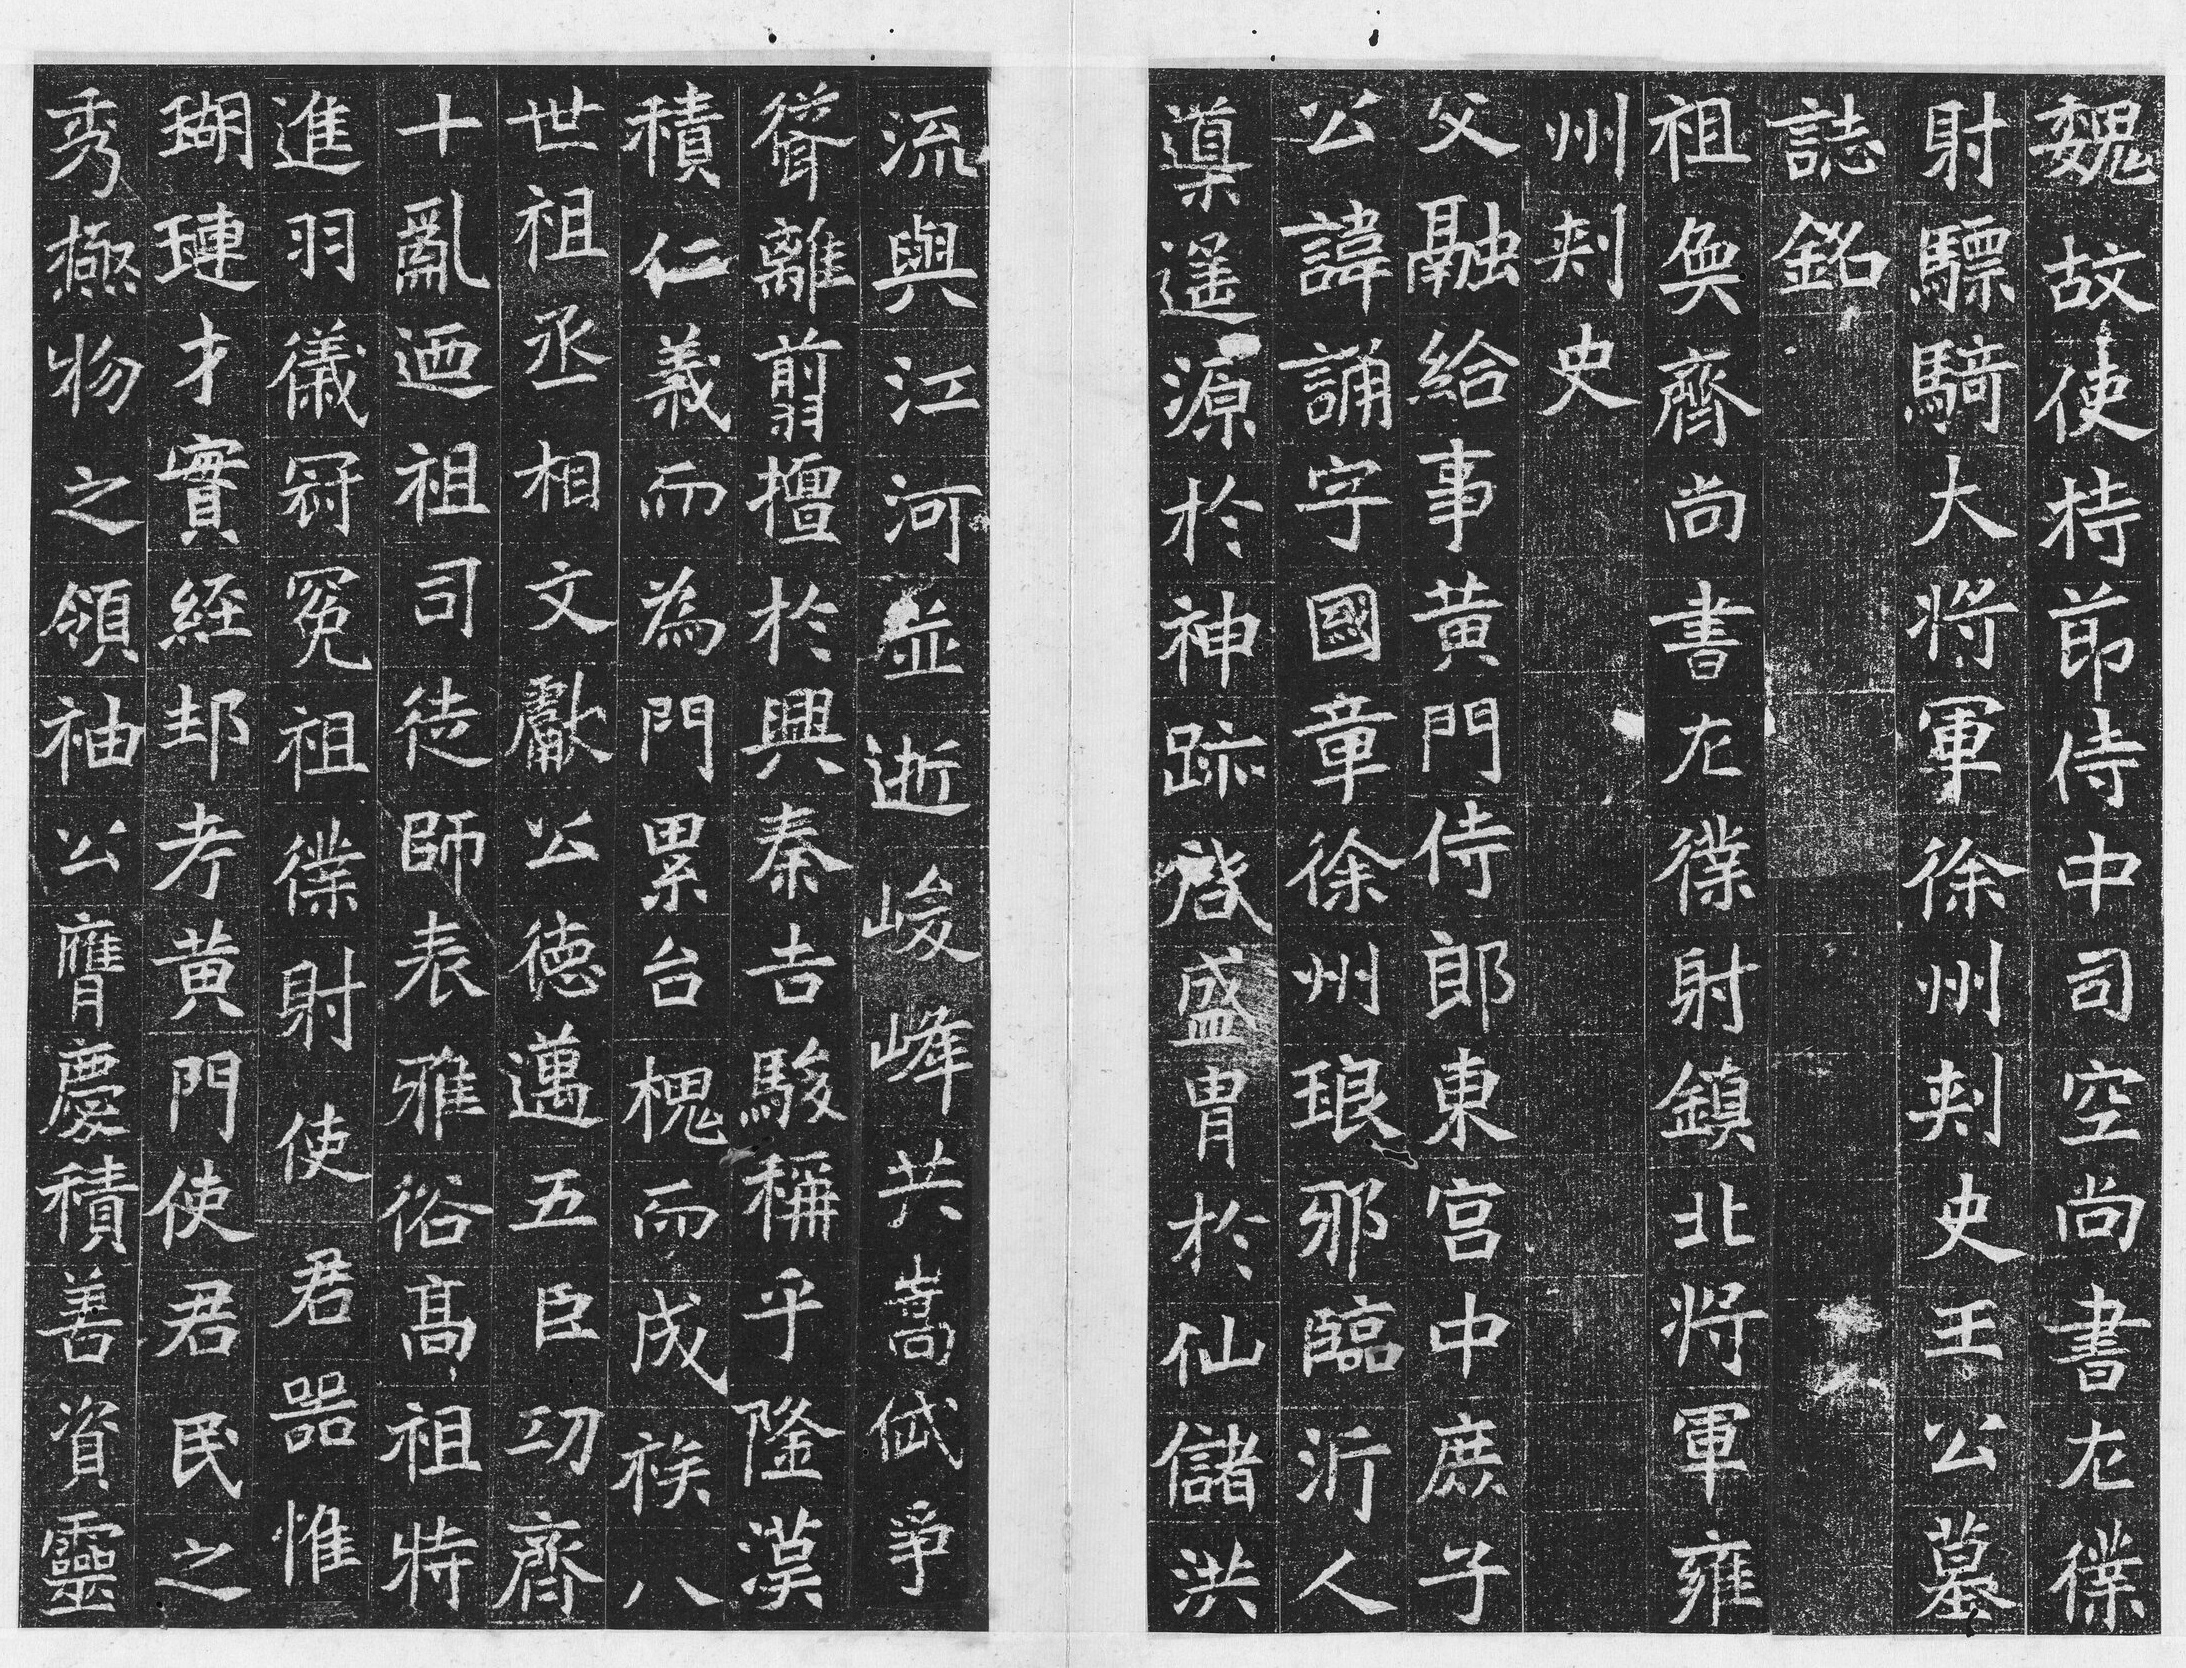 魏故使持節侍中司空尚書左僕
射驃騎大將軍徐州刺史王公墓
誌銘
祖奐齊尚書左僕射鎮北將軍雍
州刺史
父融給事黃門侍郎東宮中庶子
公諱誦字國章徐州琅邪臨沂人
導遥源於神跡啓盛胄於仙儲洪
流與江河並逝峻峰共嵩岱爭
聳離翦擅於興秦吉駿稱乎隆漢
積仁義而為門累台槐而成族八
世祖丞相文獻公德邁五臣功齊
十亂迺祖司徒師表雅俗高祖特
進羽儀冠冕祖僕射使君器惟
瑚璉才實經邦考黃門使君民之
秀極物之領袖公膺慶積善資靈